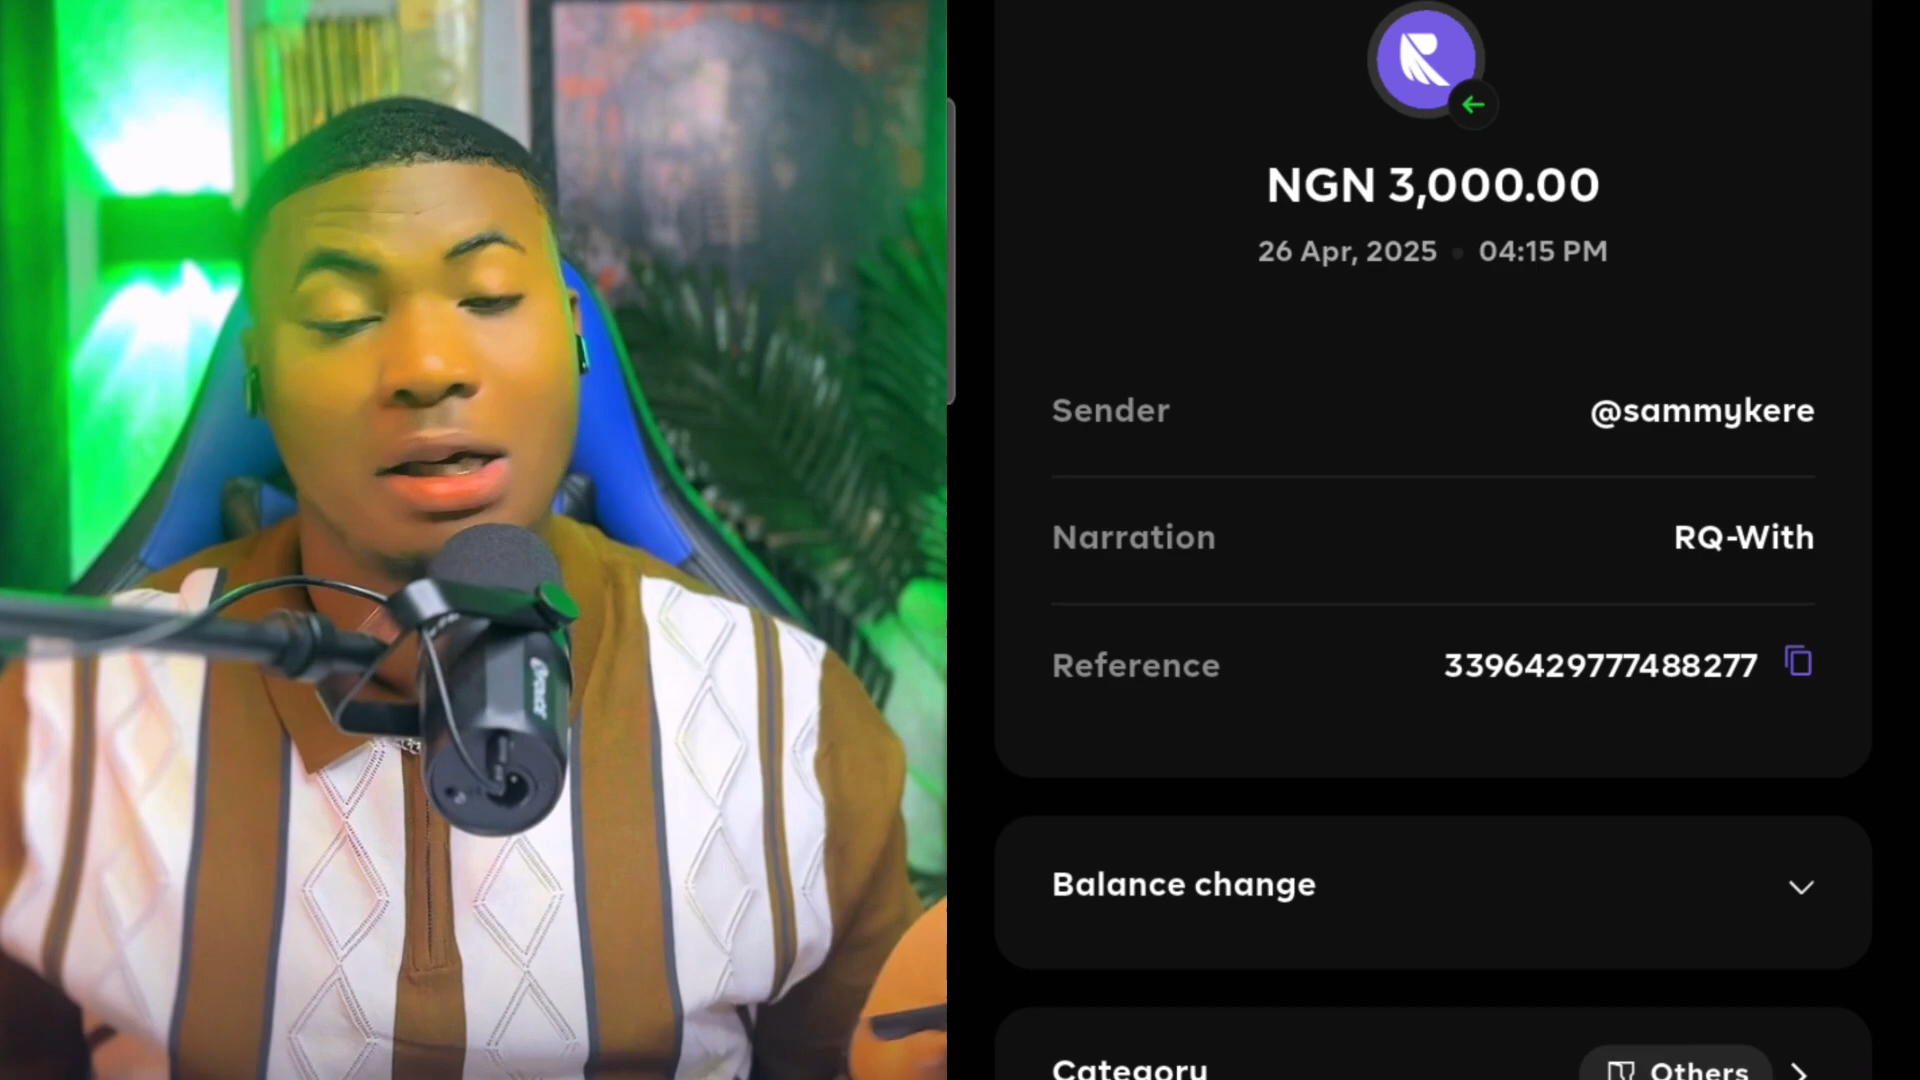 NGN 3,000.00
26 Apr, 2025 • 04:15 PM
Sender @sammykere
Narration RQ-With
Reference 3396429777488277
Balance change
Category Others